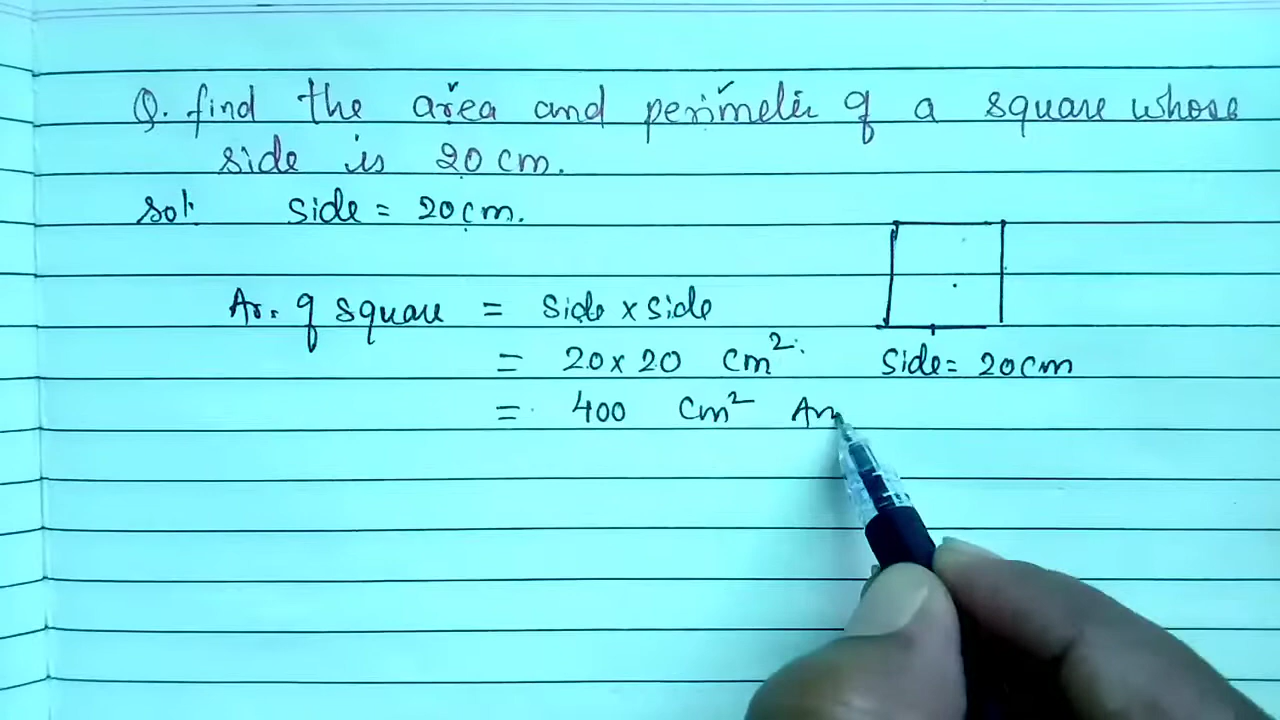 Q. find the area and perimeter of a square whose
side is 20 cm.
Sol: side = 20 cm.
Ar. of square = side × side
= 20 × 20 cm².
side = 20 cm
= 400 cm² An